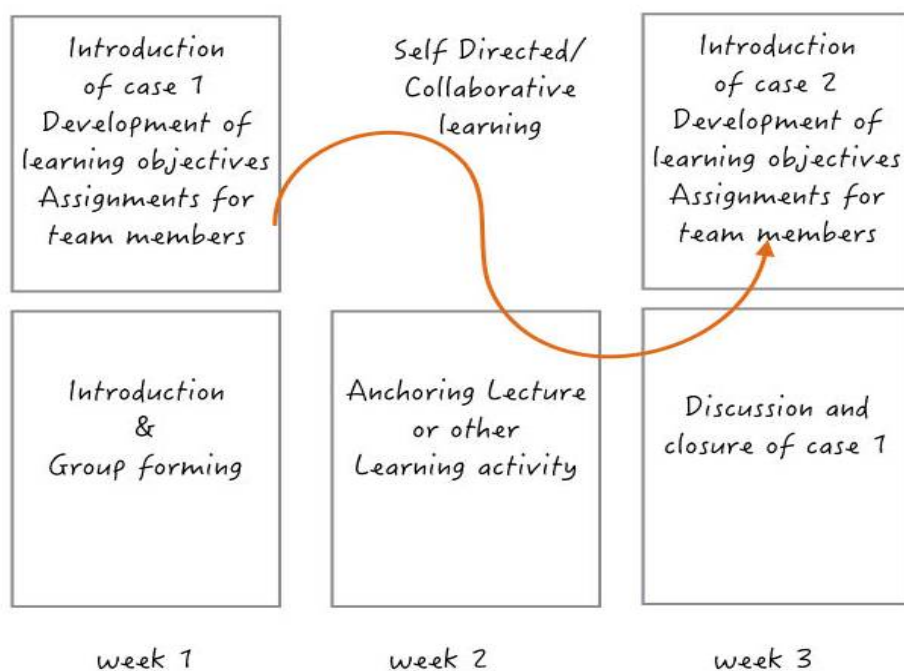 Introduction
of case 1
Development of
learning objectives
Assignments for
team members
Self Directed/
Collaborative
learning
Introduction
of case 2
Development of
learning objectives
Assignments for
team members
Introduction
&
Group forming
Anchoring Lecture
or other
Learning activity
Discussion and
closure of case 1
week 1
week 2
week 3